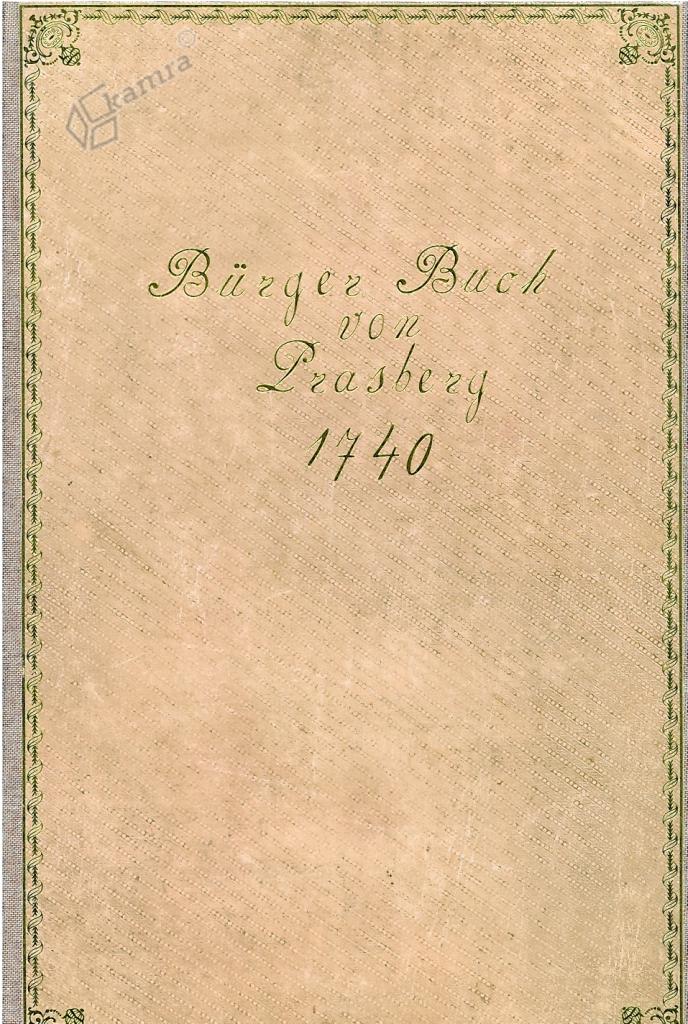 kamra ©
Bürger Buch
von
Prasberg
1740